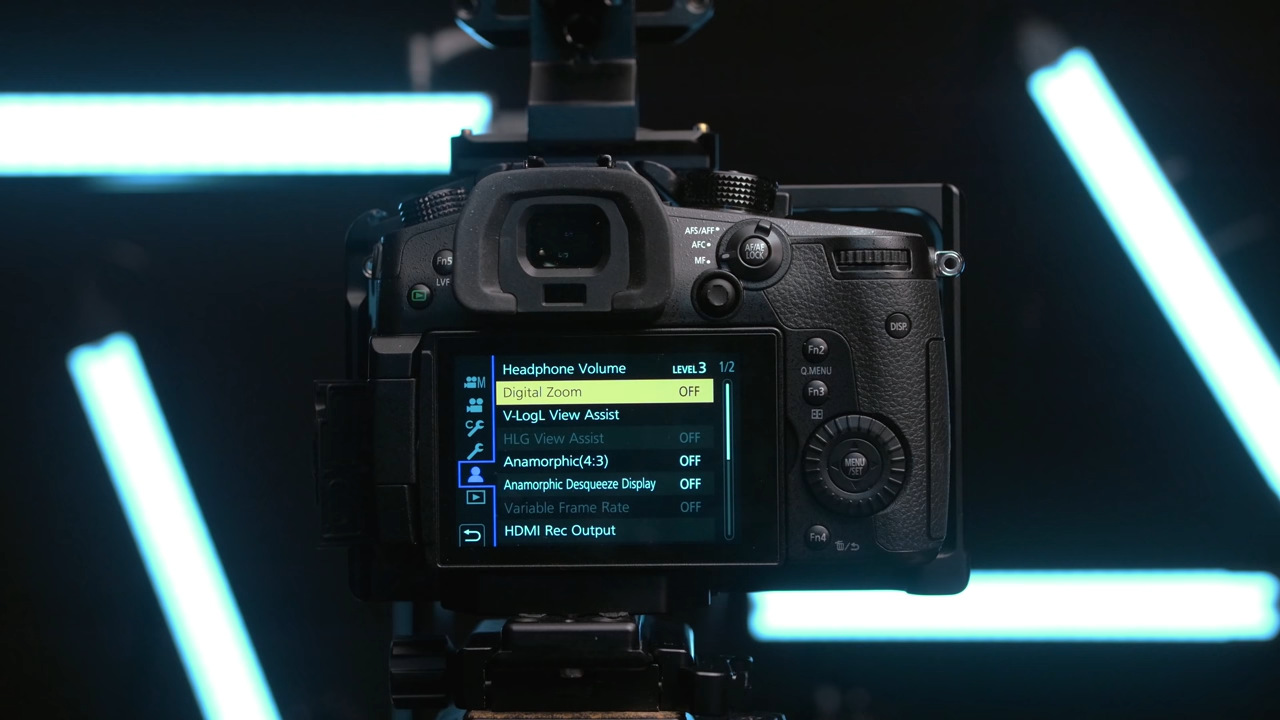 AFS/AFF
AFC
MF
AF/AE
LOCK
Fn5
LVF
DISP.
Fn2
Q.MENU
Fn3
MENU
/SET
Fn4
Headphone Volume LEVEL 3 1/2
Digital Zoom OFF
V-LogL View Assist
HLG View Assist OFF
Anamorphic(4:3) OFF
Anamorphic Desqueeze Display OFF
Variable Frame Rate OFF
HDMI Rec Output
M
C